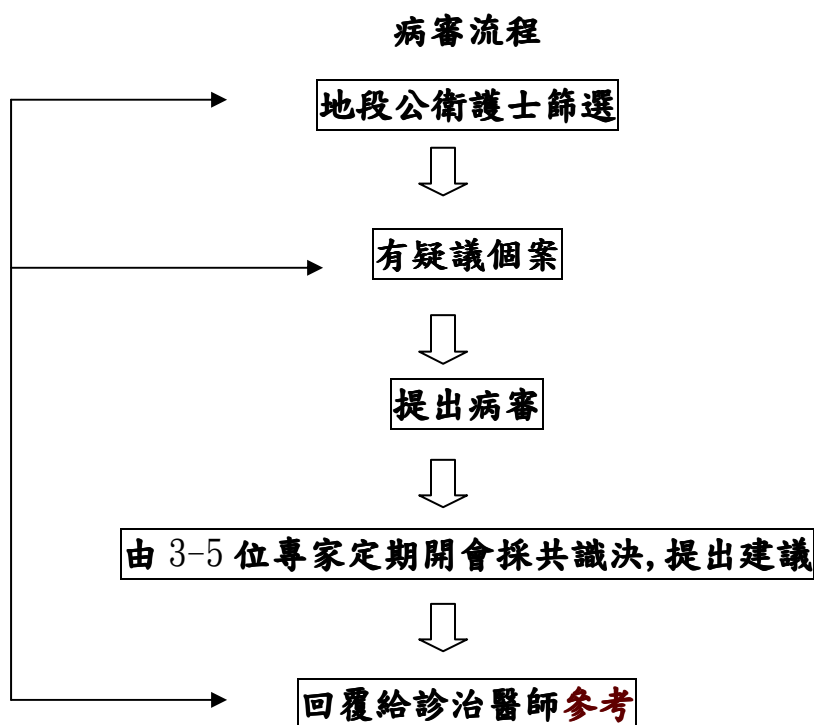 病審流程
地段公衛護士篩選
有疑議個案
提出病審
由 3-5 位專家定期開會採共識決,提出建議
回覆給診治醫師參考